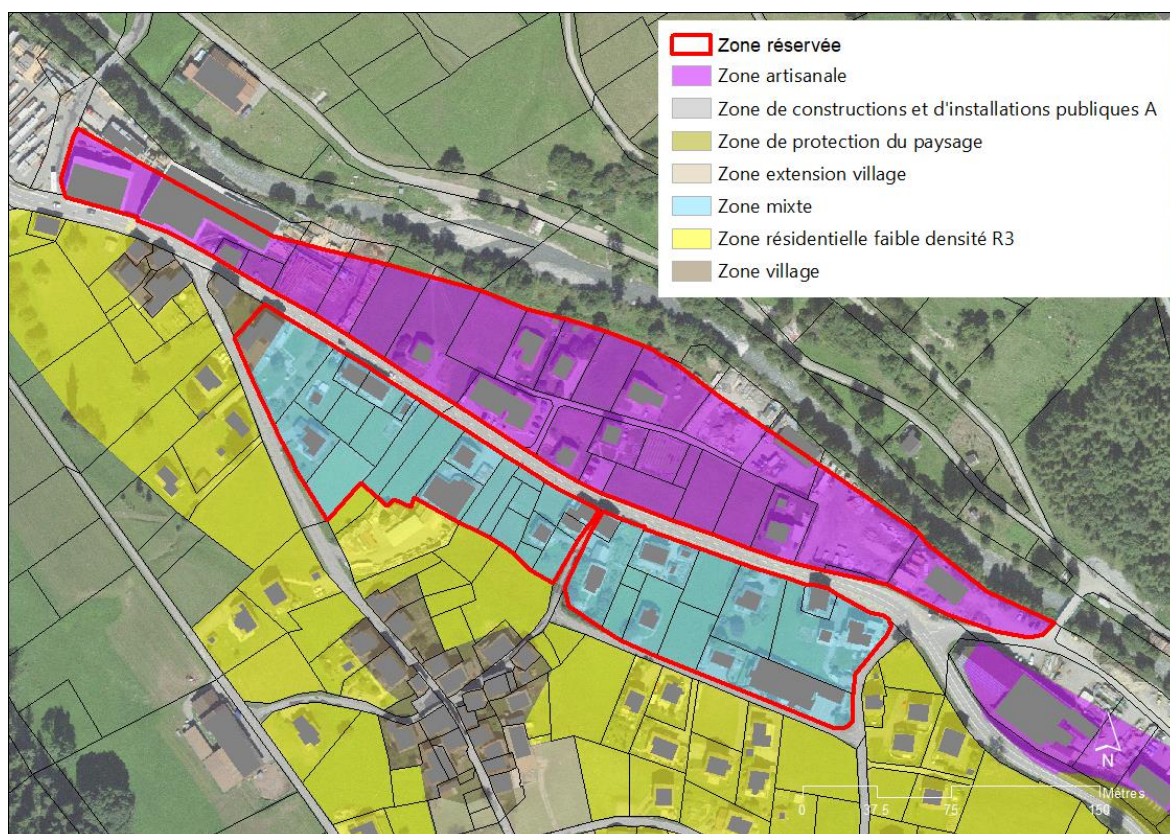 Zone réservée
Zone artisanale
Zone de constructions et d'installations publiques A
Zone de protection du paysage
Zone extension village
Zone mixte
Zone résidentielle faible densité R3
Zone village
N
Mètres
0 37.5 75 150